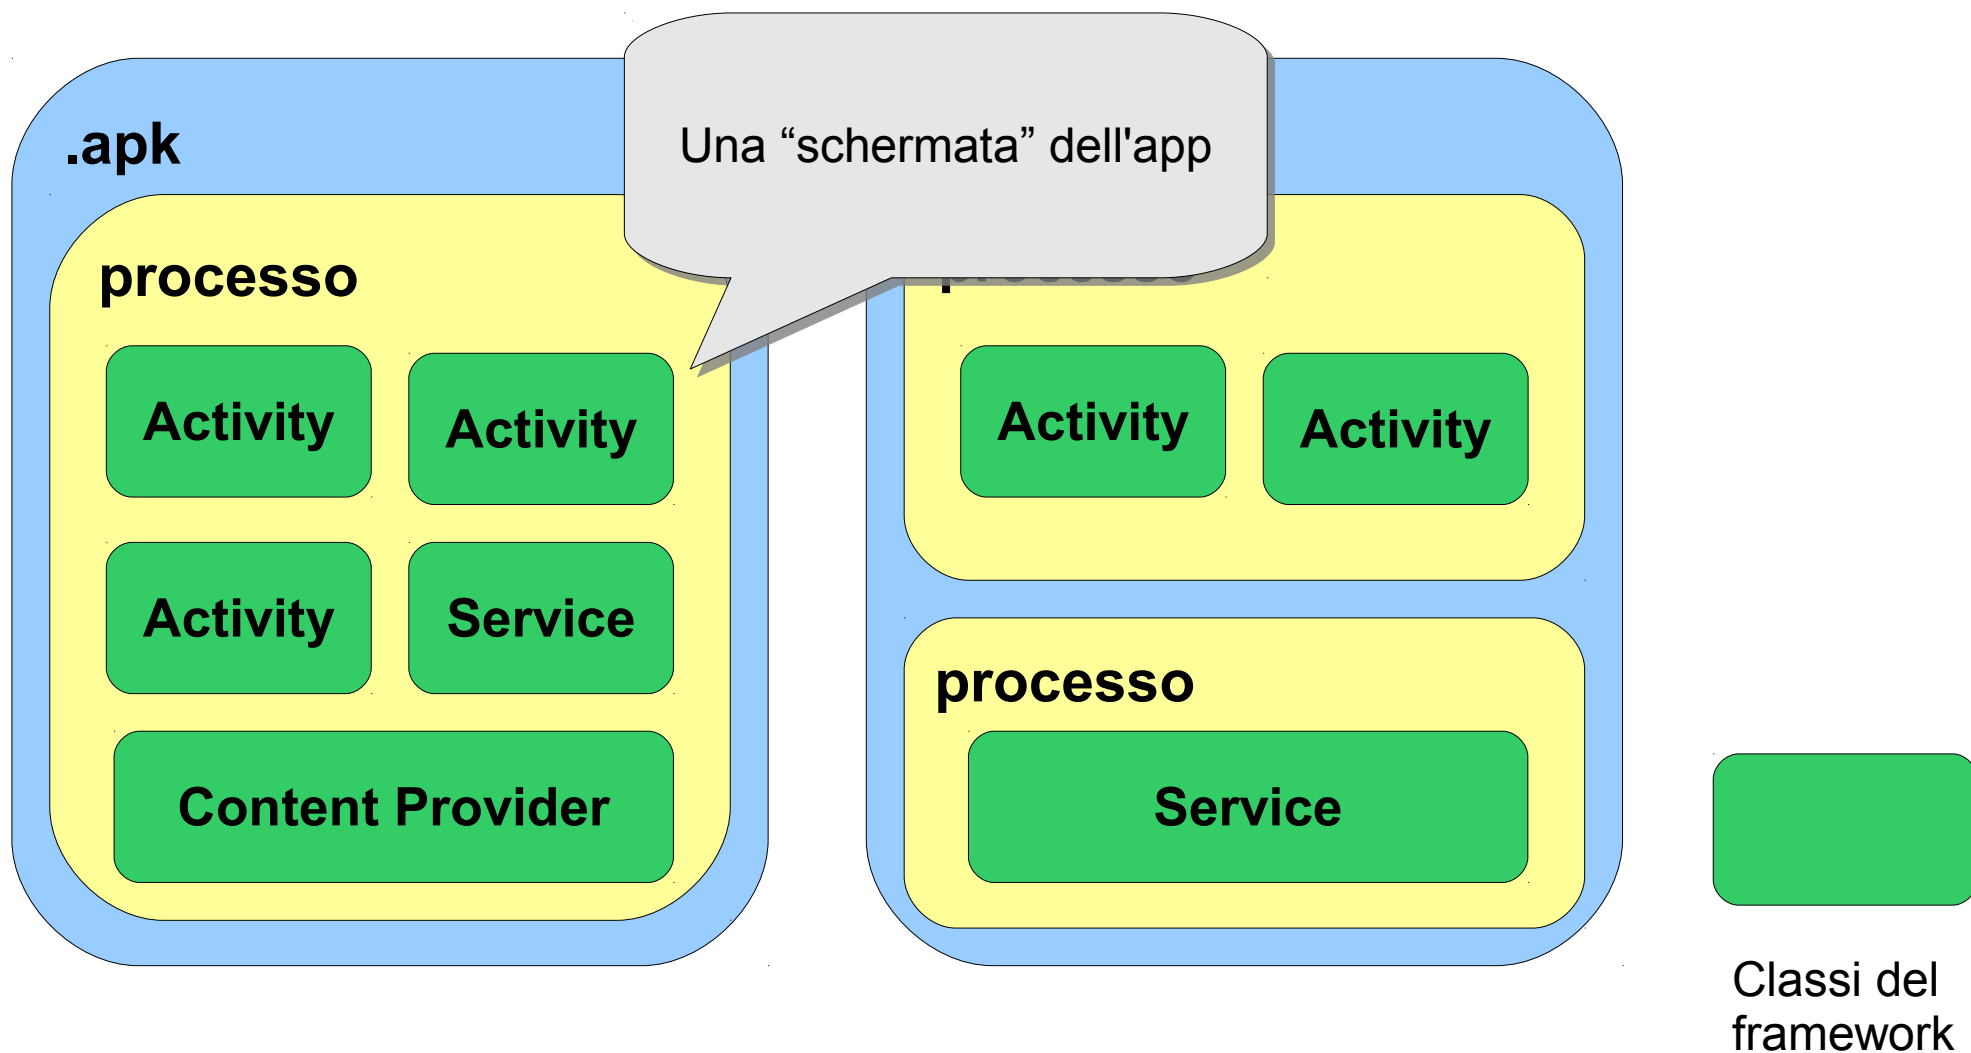 Una “schermata” dell'app
.apk
processo
Activity
Activity
Activity
Service
Content Provider
Activity
Activity
processo
Service
Classi del
framework